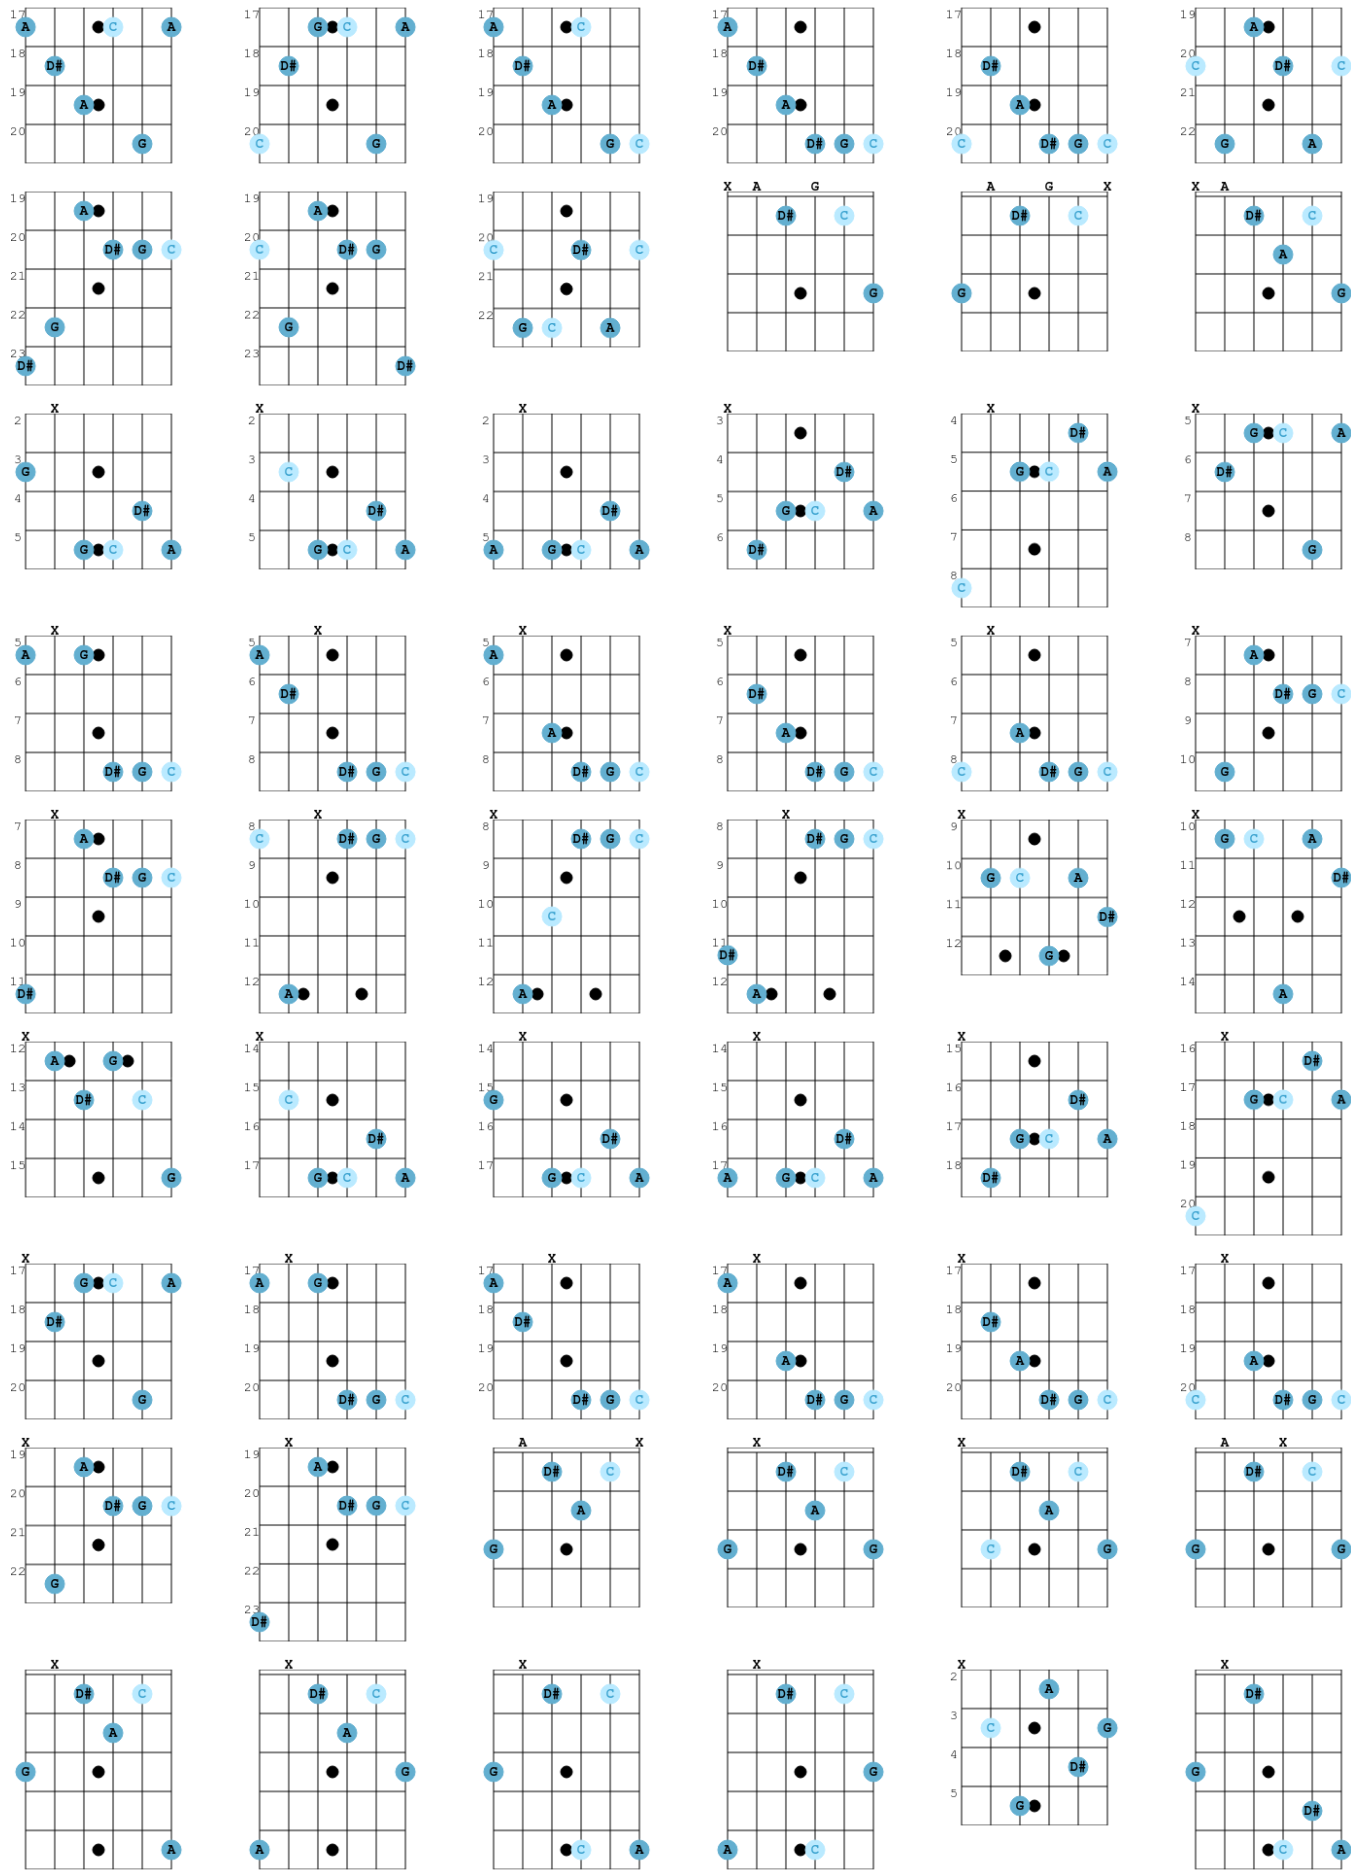 17 17 17 17 17 19
A C A G C A A C A A
18 18 18 18 18 20
D# D# D# D# D# C D# C
19 19 19 19 19 21
A A A A
20 20 20 20 20 22
G C G G C D# G C C D# G C G A
X A G A G X X A
19 19 19
A A D# C D# C D# C
20 20 20
D# G C C D# G C D# C A
21 21 21
G G G
22 22 22
G G G C A
23 23
D# D#
X X X X X X
2 2 2 3 4 5
D# G C A
3 3 3 4 5 6
G C D# G C A D#
4 4 4 5 6 7
D# D# D# G C A
5 5 5 6 7 8
G C A G C A A G C A D# G
8
C
X X X X X X
5 5 5 5 5 7
A G A A A
6 6 6 6 6 8
D# D# D# G C
7 7 7 7 7 9
A A A
8 8 8 8 8 10
D# G C D# G C D# G C D# G C C D# G C G
X X X X X X
7 8 8 8 9 10
A C D# G C D# G C D# G C G C A
8 9 9 9 10 11
D# G C G C A D#
9 10 10 10 11 12
C D#
10 11 11 11 12 13
D# G
11 12 12 12 14
D# A A A A
X X X X X X
12 14 14 14 15 16
A G D#
13 15 15 15 16 17
D# C C G D# G C A
14 16 16 16 17 18
D# D# D# G C A
15 17 17 17 18 19
G G C A G C A A G C A D#
20
C
X X X X X X
17 17 17 17 17 17
G C A A G A A
18 18 18 18 18 18
D# D# D#
19 19 19 19 19 19
A A A
20 20 20 20 20 20
G D# G C D# G C D# G C D# G C C D# G C
X X A X X X A X
19 19
A A D# C D# C D# C D# C
20 20
D# G C D# G C A A A
21 21
G G G C G G G
22 22
G
23
D#
X X X X X X
2
D# C D# C D# C D# C A D#
3
A A C G
4
G G G G D# G
5
G D#
A A C A A C C A